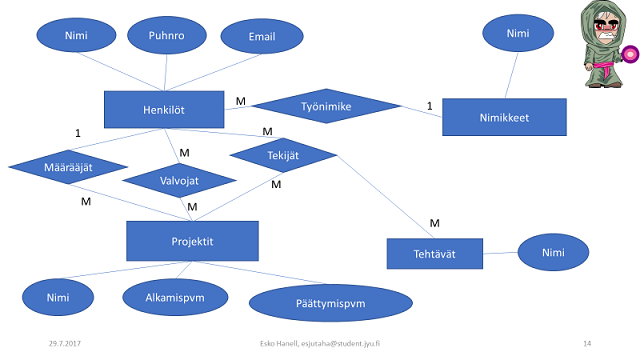 Nimi
Puhnro
Email
Nimi
Henkilöt
M
Työnimike
1
Nimikkeet
1
M
Määrääjät
M
Valvojat
Tekijät
M
M
M
M
Projektit
Tehtävät
Nimi
Nimi
Alkamispvm
Päättymispvm
29.7.2017
Esko Hanell, esjutaha@student.jyu.fi
14